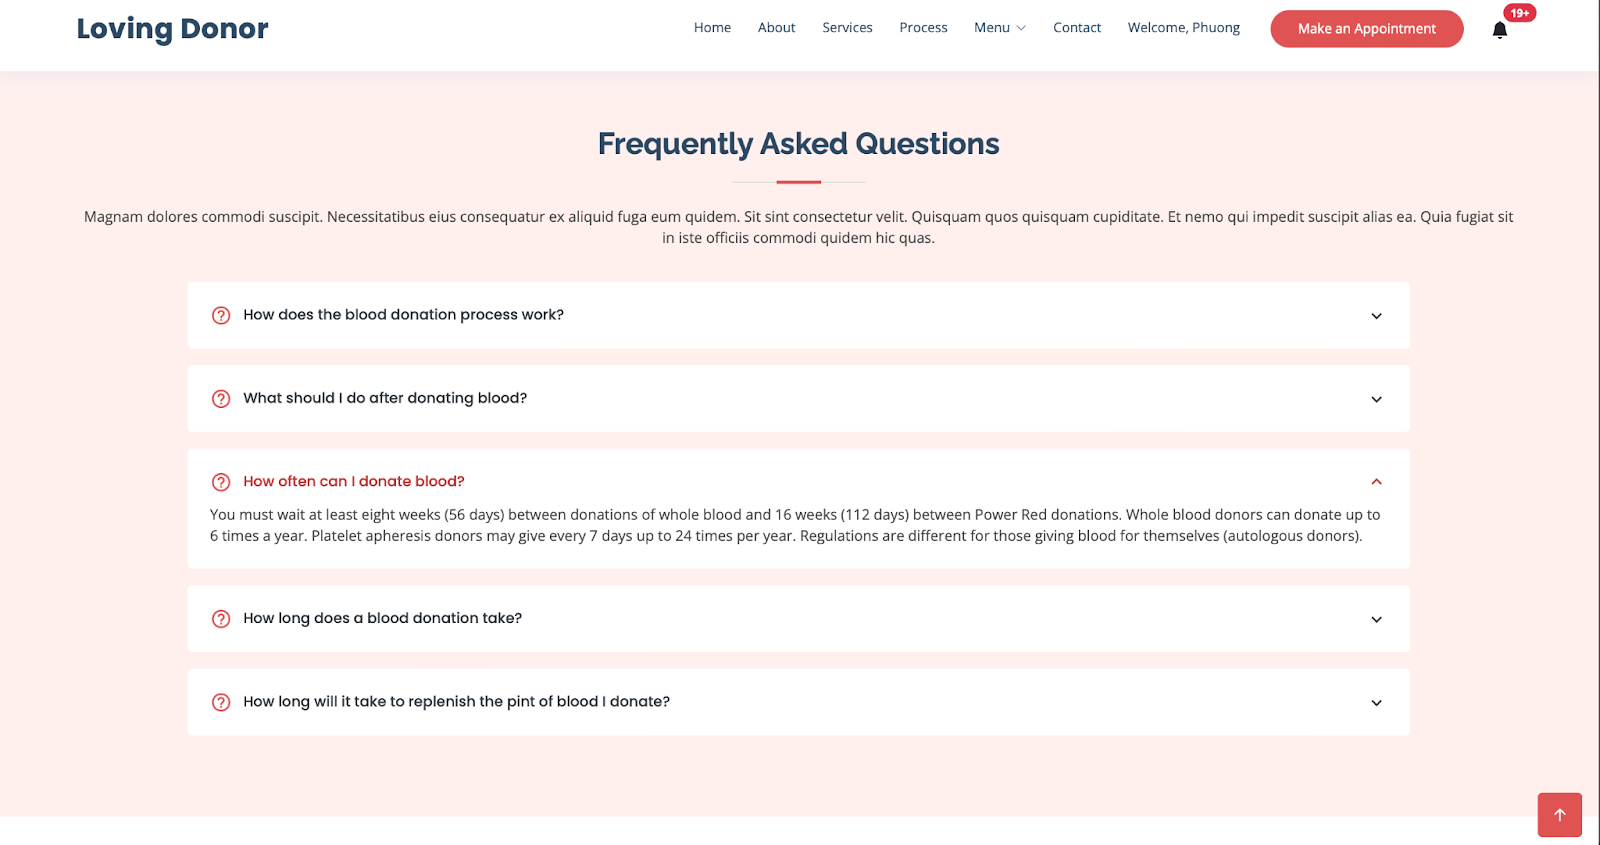 Loving Donor
Home About Services Process Menu Contact Welcome, Phuong Make an Appointment 19+
Frequently Asked Questions
Magnam dolores commodi suscipit. Necessitatibus eius consequatur ex aliquid fuga eum quidem. Sit sint consectetur velit. Quisquam quos quisquam cupiditate. Et nemo qui impedit suscipit alias ea. Quia fugiat sit
in iste officiis commodi quidem hic quas.
How does the blood donation process work?
What should I do after donating blood?
How often can I donate blood?
You must wait at least eight weeks (56 days) between donations of whole blood and 16 weeks (112 days) between Power Red donations. Whole blood donors can donate up to
6 times a year. Platelet apheresis donors may give every 7 days up to 24 times per year. Regulations are different for those giving blood for themselves (autologous donors).
How long does a blood donation take?
How long will it take to replenish the pint of blood I donate?